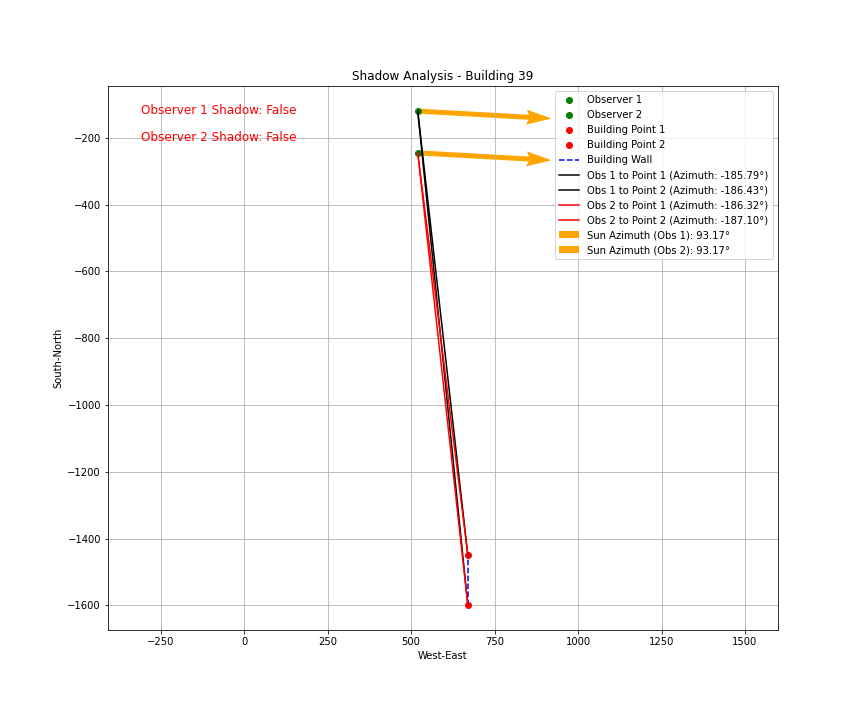 Shadow Analysis - Building 39
Observer 1 Shadow: False
Observer 2 Shadow: False
Observer 1
Observer 2
Building Point 1
Building Point 2
Building Wall
Obs 1 to Point 1 (Azimuth: -185.79°)
Obs 1 to Point 2 (Azimuth: -186.43°)
Obs 2 to Point 1 (Azimuth: -186.32°)
Obs 2 to Point 2 (Azimuth: -187.10°)
Sun Azimuth (Obs 1): 93.17°
Sun Azimuth (Obs 2): 93.17°
South-North
−200
−400
−600
−800
−1000
−1200
−1400
−1600
−250
0
250
500
750
1000
1250
1500
West-East